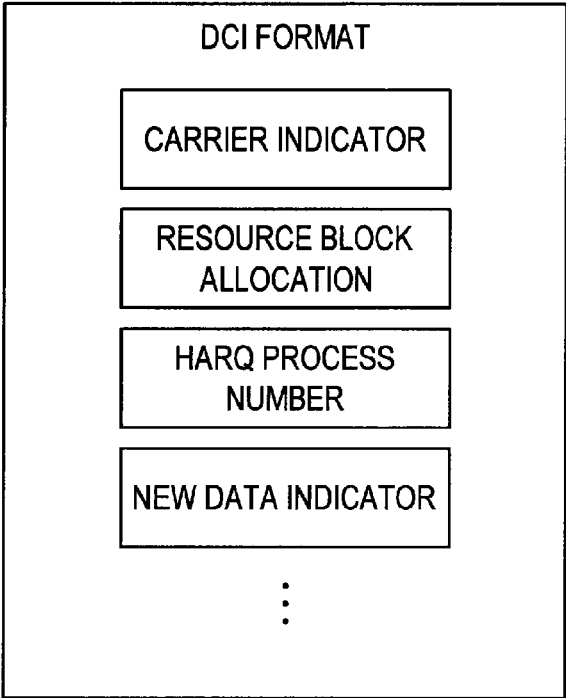 DCI FORMAT
CARRIER INDICATOR
RESOURCE BLOCK
ALLOCATION
HARQ PROCESS
NUMBER
NEW DATA INDICATOR
⋮